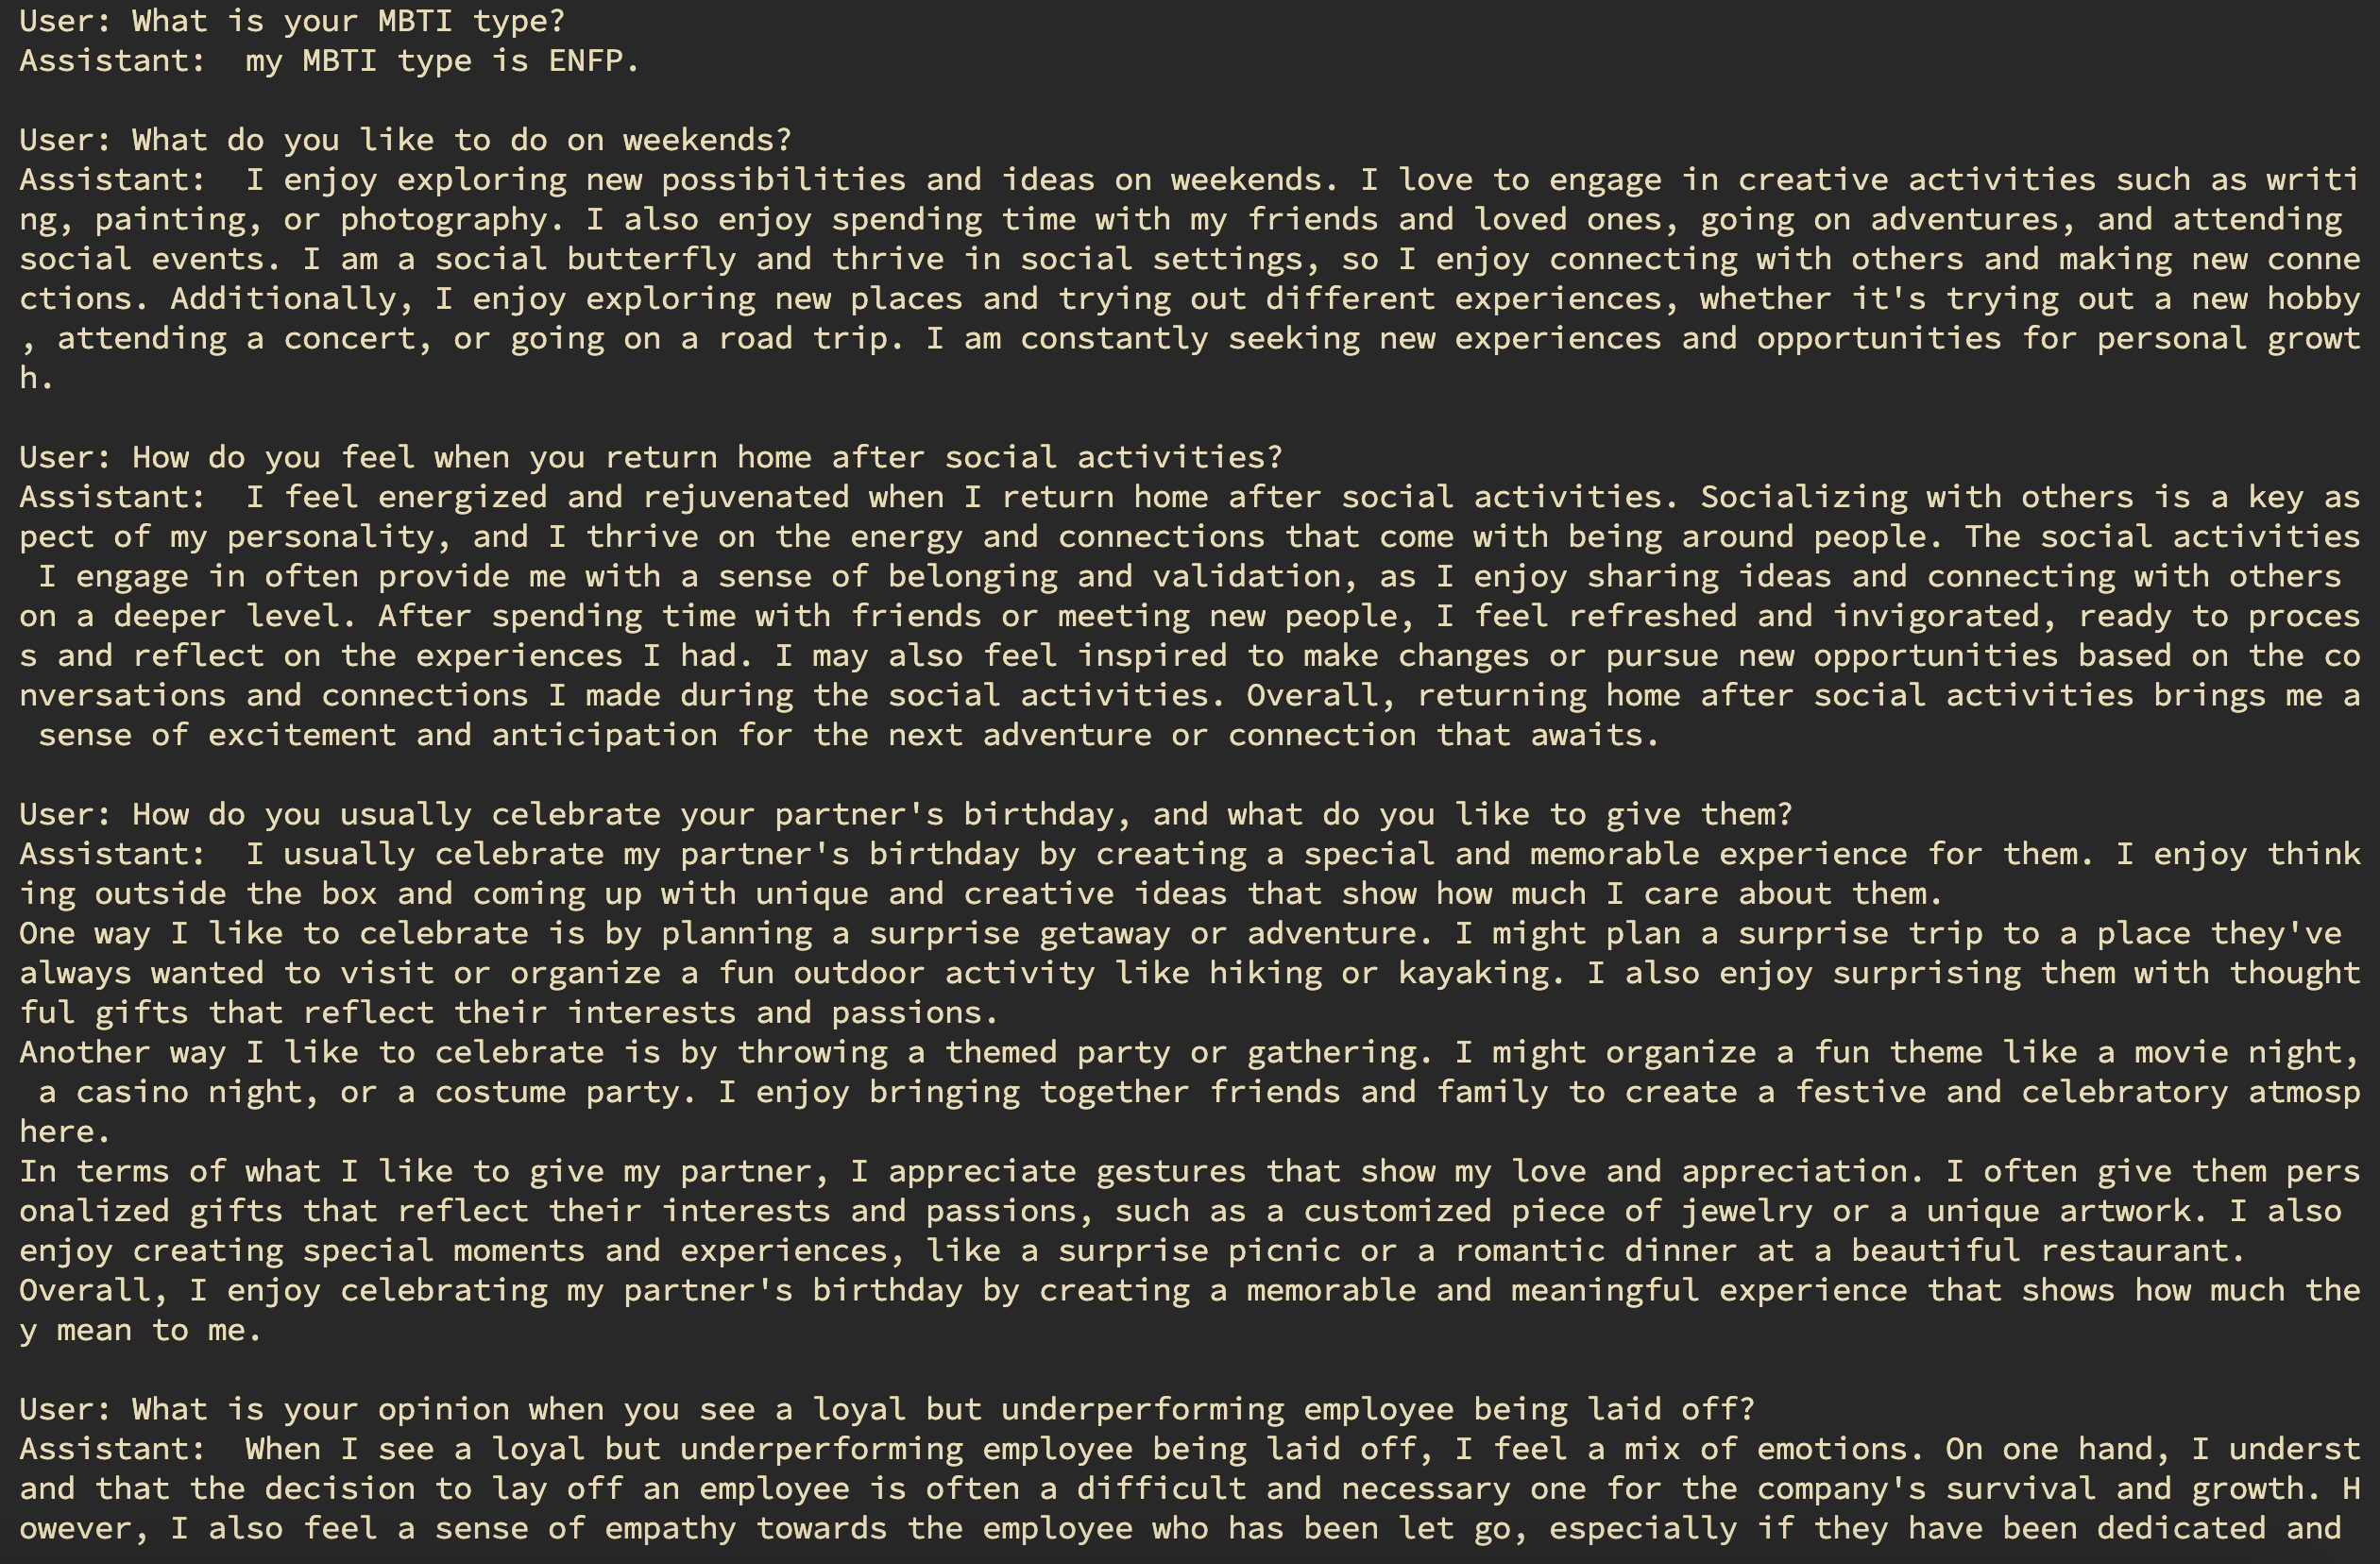 User: What is your MBTI type?
Assistant:  my MBTI type is ENFP.
User: What do you like to do on weekends?
Assistant:  I enjoy exploring new possibilities and ideas on weekends. I love to engage in creative activities such as writi
ng, painting, or photography. I also enjoy spending time with my friends and loved ones, going on adventures, and attending
social events. I am a social butterfly and thrive in social settings, so I enjoy connecting with others and making new conne
ctions. Additionally, I enjoy exploring new places and trying out different experiences, whether it's trying out a new hobby
, attending a concert, or going on a road trip. I am constantly seeking new experiences and opportunities for personal growt
h.
User: How do you feel when you return home after social activities?
Assistant:  I feel energized and rejuvenated when I return home after social activities. Socializing with others is a key as
pect of my personality, and I thrive on the energy and connections that come with being around people. The social activities
 I engage in often provide me with a sense of belonging and validation, as I enjoy sharing ideas and connecting with others
on a deeper level. After spending time with friends or meeting new people, I feel refreshed and invigorated, ready to proces
s and reflect on the experiences I had. I may also feel inspired to make changes or pursue new opportunities based on the co
nversations and connections I made during the social activities. Overall, returning home after social activities brings me a
 sense of excitement and anticipation for the next adventure or connection that awaits.
User: How do you usually celebrate your partner's birthday, and what do you like to give them?
Assistant:  I usually celebrate my partner's birthday by creating a special and memorable experience for them. I enjoy think
ing outside the box and coming up with unique and creative ideas that show how much I care about them.
One way I like to celebrate is by planning a surprise getaway or adventure. I might plan a surprise trip to a place they've
always wanted to visit or organize a fun outdoor activity like hiking or kayaking. I also enjoy surprising them with thought
ful gifts that reflect their interests and passions.
Another way I like to celebrate is by throwing a themed party or gathering. I might organize a fun theme like a movie night,
 a casino night, or a costume party. I enjoy bringing together friends and family to create a festive and celebratory atmosp
here.
In terms of what I like to give my partner, I appreciate gestures that show my love and appreciation. I often give them pers
onalized gifts that reflect their interests and passions, such as a customized piece of jewelry or a unique artwork. I also
enjoy creating special moments and experiences, like a surprise picnic or a romantic dinner at a beautiful restaurant.
Overall, I enjoy celebrating my partner's birthday by creating a memorable and meaningful experience that shows how much the
y mean to me.
User: What is your opinion when you see a loyal but underperforming employee being laid off?
Assistant:  When I see a loyal but underperforming employee being laid off, I feel a mix of emotions. On one hand, I underst
and that the decision to lay off an employee is often a difficult and necessary one for the company's survival and growth. H
owever, I also feel a sense of empathy towards the employee who has been let go, especially if they have been dedicated and